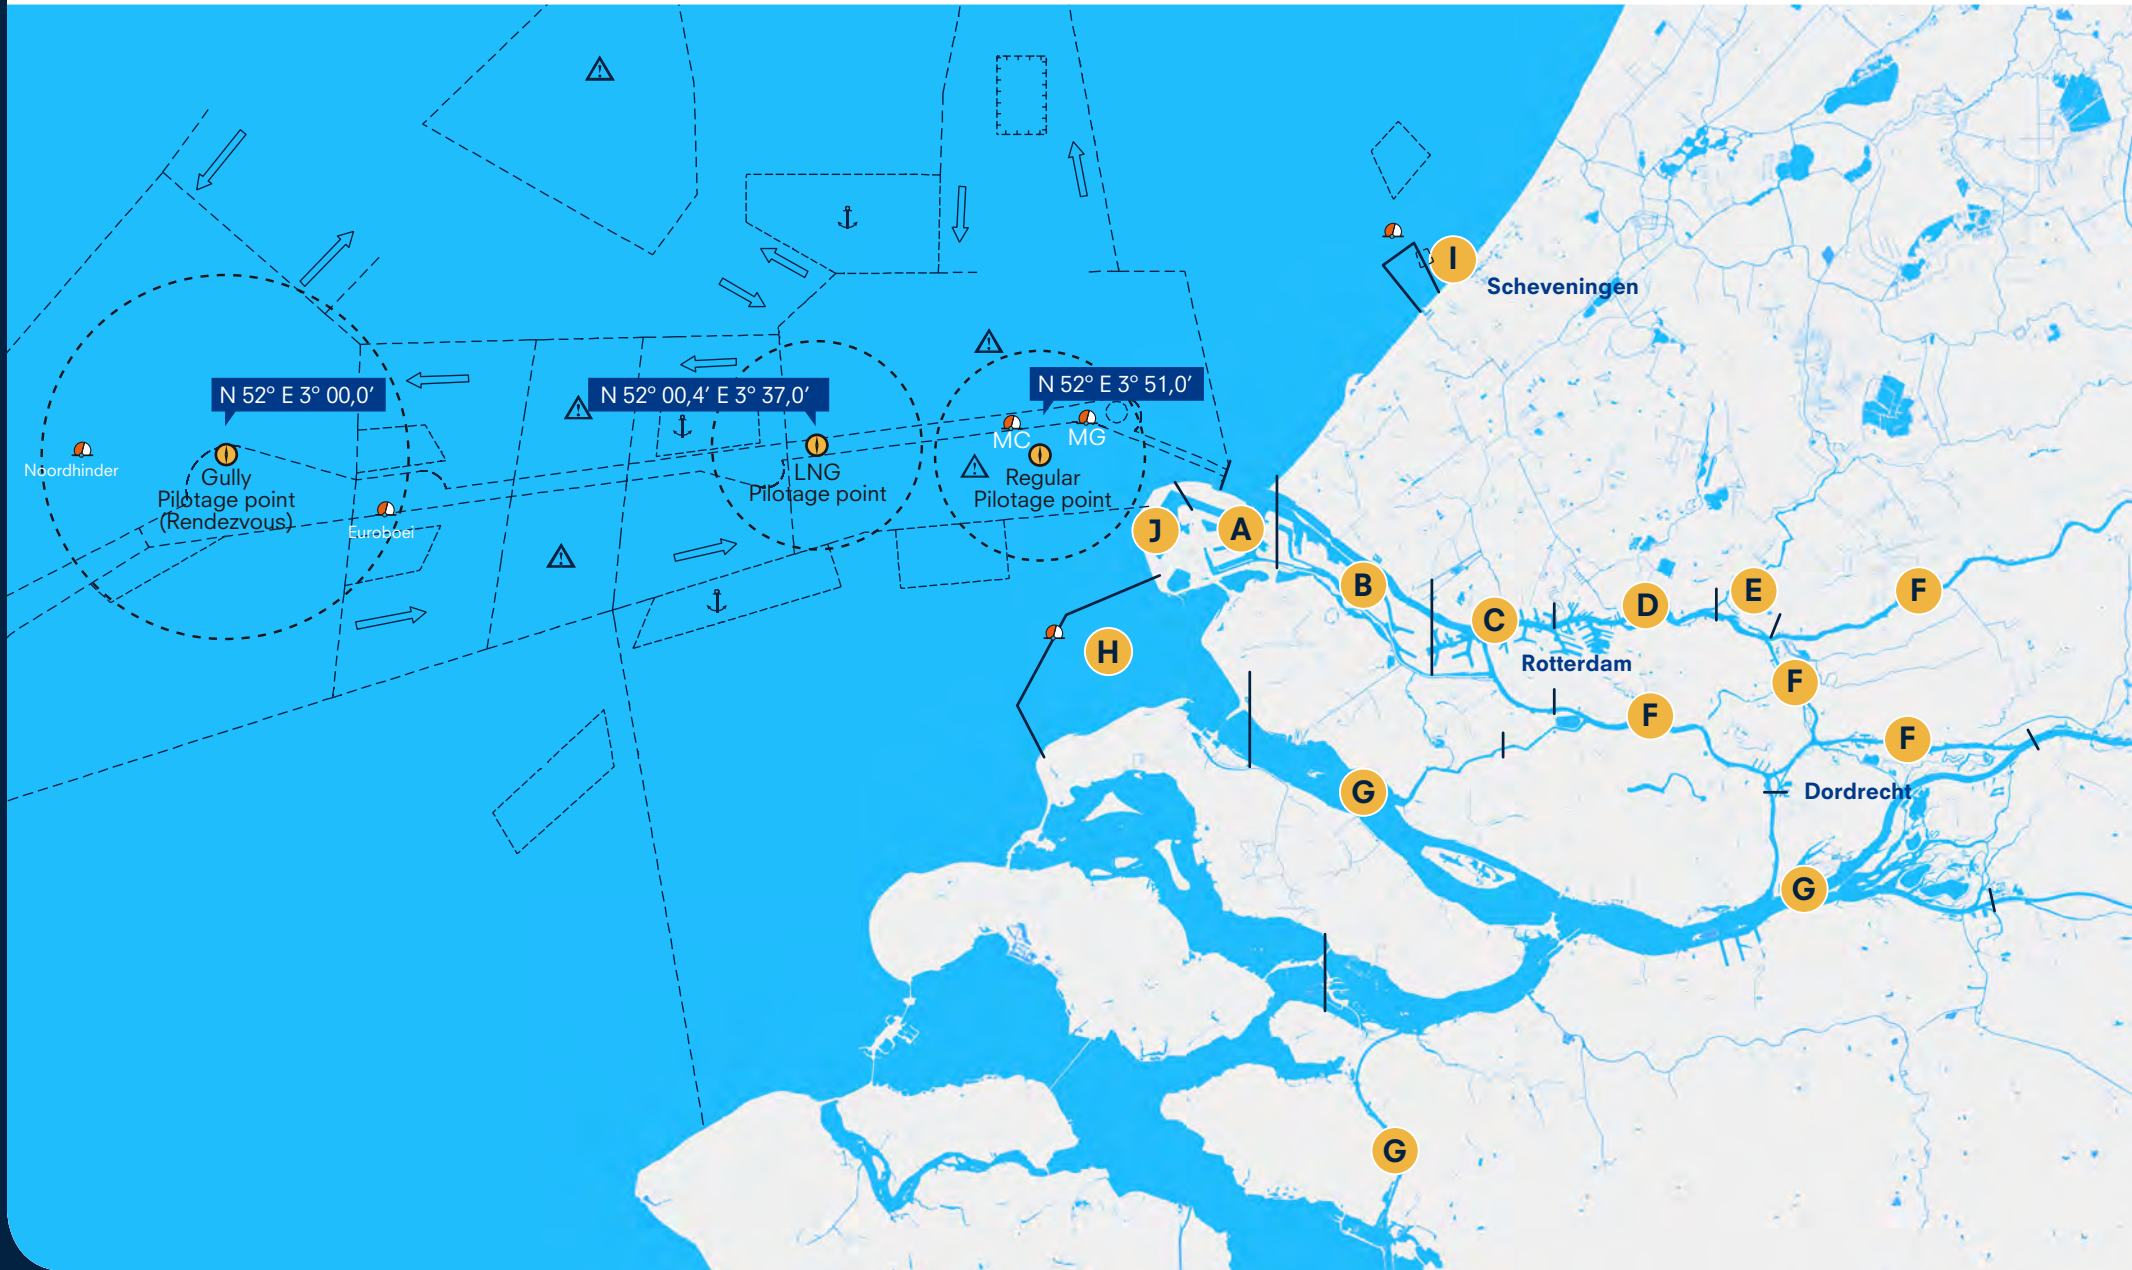 I
Scheveningen
N 52° E 3° 00,0’
N 52° 00,4’ E 3° 37,0’
N 52° E 3° 51,0’
Noordhinder
Gully
Pilotage point
(Rendezvous)
Euroboei
LNG
Pilotage point
MC
MG
Regular
Pilotage point
J
A
B
C
D
E
F
H
Rotterdam
F
F
F
G
Dordrecht
G
G